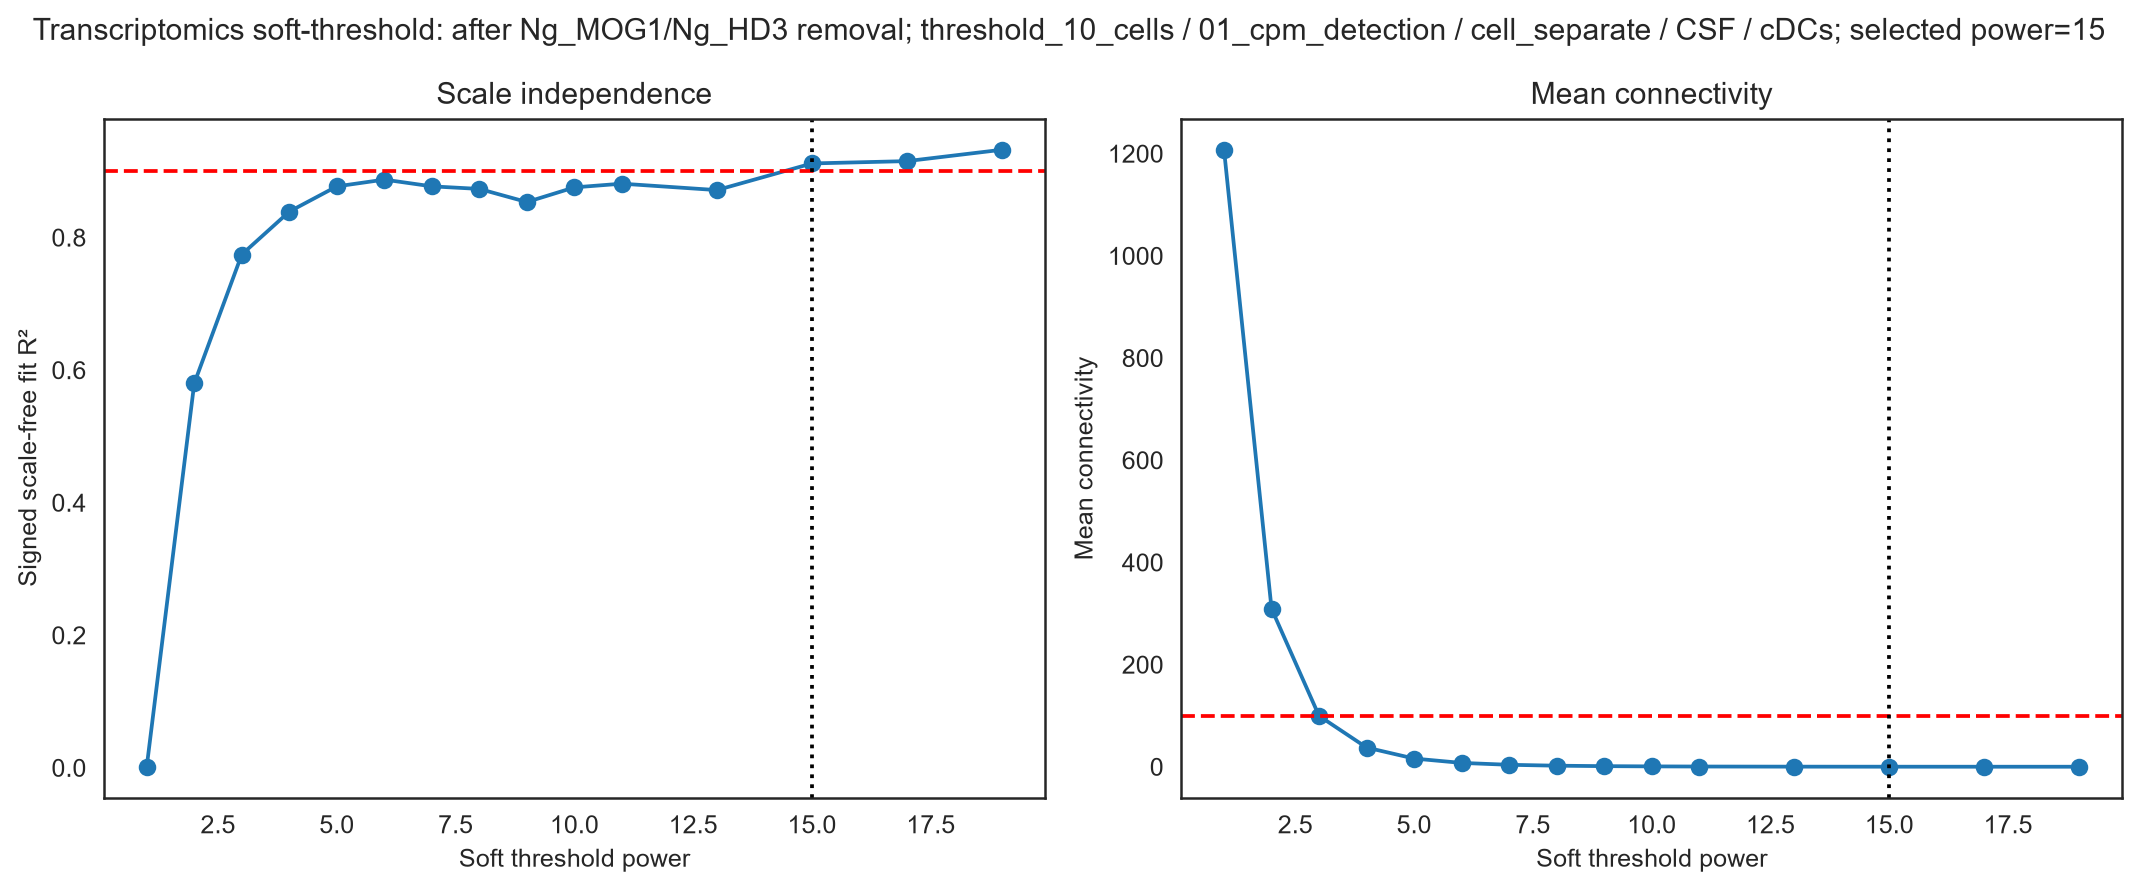 Transcriptomics soft-threshold: after Ng_MOG1/Ng_HD3 removal; threshold_10_cells / 01_cpm_detection / cell_separate / CSF / cDCs; selected power=15
Scale independence
Signed scale-free fit R²
0.8
0.6
0.4
0.2
0.0
2.5 5.0 7.5 10.0 12.5 15.0 17.5
Soft threshold power
Mean connectivity
Mean connectivity
1200
1000
800
600
400
200
0
2.5 5.0 7.5 10.0 12.5 15.0 17.5
Soft threshold power